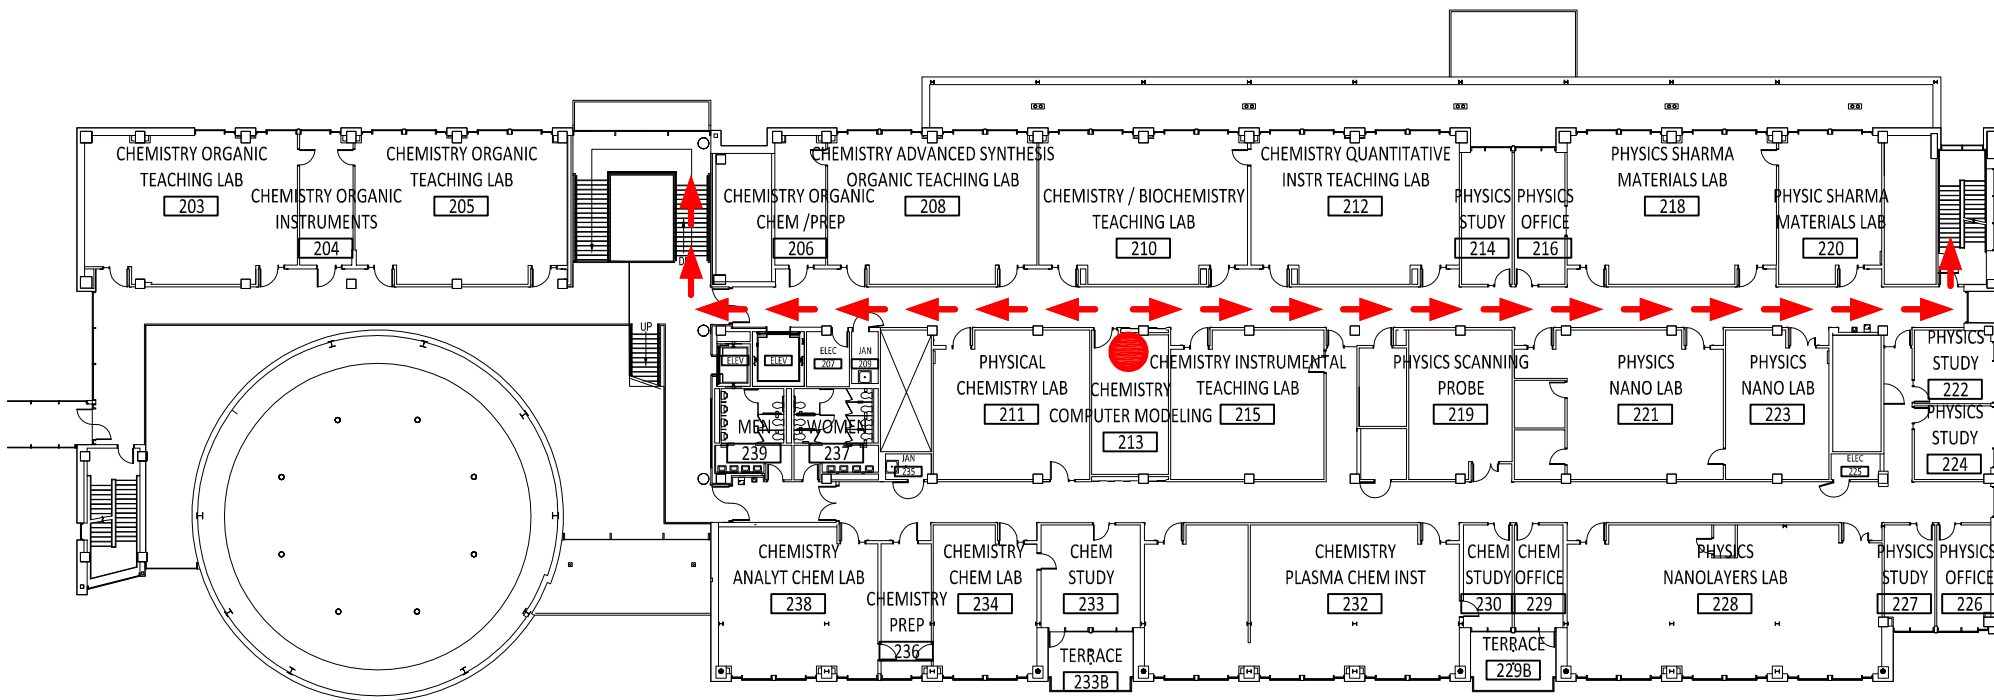 CHEMISTRY ORGANIC
TEACHING LAB
203
CHEMISTRY ORGANIC
INSTRUMENTS
204
CHEMISTRY ORGANIC
TEACHING LAB
205
CHEMISTRY ORGANIC
CHEM /PREP
206
CHEMISTRY ADVANCED SYNTHESIS
ORGANIC TEACHING LAB
208
CHEMISTRY / BIOCHEMISTRY
TEACHING LAB
210
CHEMISTRY QUANTITATIVE
INSTR TEACHING LAB
212
PHYSICS
STUDY
214
PHYSICS
OFFICE
216
PHYSICS SHARMA
MATERIALS LAB
218
PHYSIC SHARMA
MATERIALS LAB
220
UP
ELEV
ELEV
ELEC
207
JAN
209
PHYSICAL
CHEMISTRY LAB
211
CHEMISTRY
COMPUTER MODELING
213
CHEMISTRY INSTRUMENTAL
TEACHING LAB
215
PHYSICS SCANNING
PROBE
219
PHYSICS
NANO LAB
221
PHYSICS
NANO LAB
223
PHYSICS
STUDY
222
PHYSICS
STUDY
224
MEN
239
WOMEN
237
JAN
235
ELEC
225
CHEMISTRY
ANALYT CHEM LAB
238
CHEMISTRY
PREP
236
CHEMISTRY
CHEM LAB
234
CHEM
STUDY
233
TERRACE
233B
CHEMISTRY
PLASMA CHEM INST
232
CHEM
STUDY
230
CHEM
OFFICE
229
TERRACE
229B
PHYSICS
NANOLAYERS LAB
228
PHYSICS
STUDY
227
PHYSICS
OFFICE
226